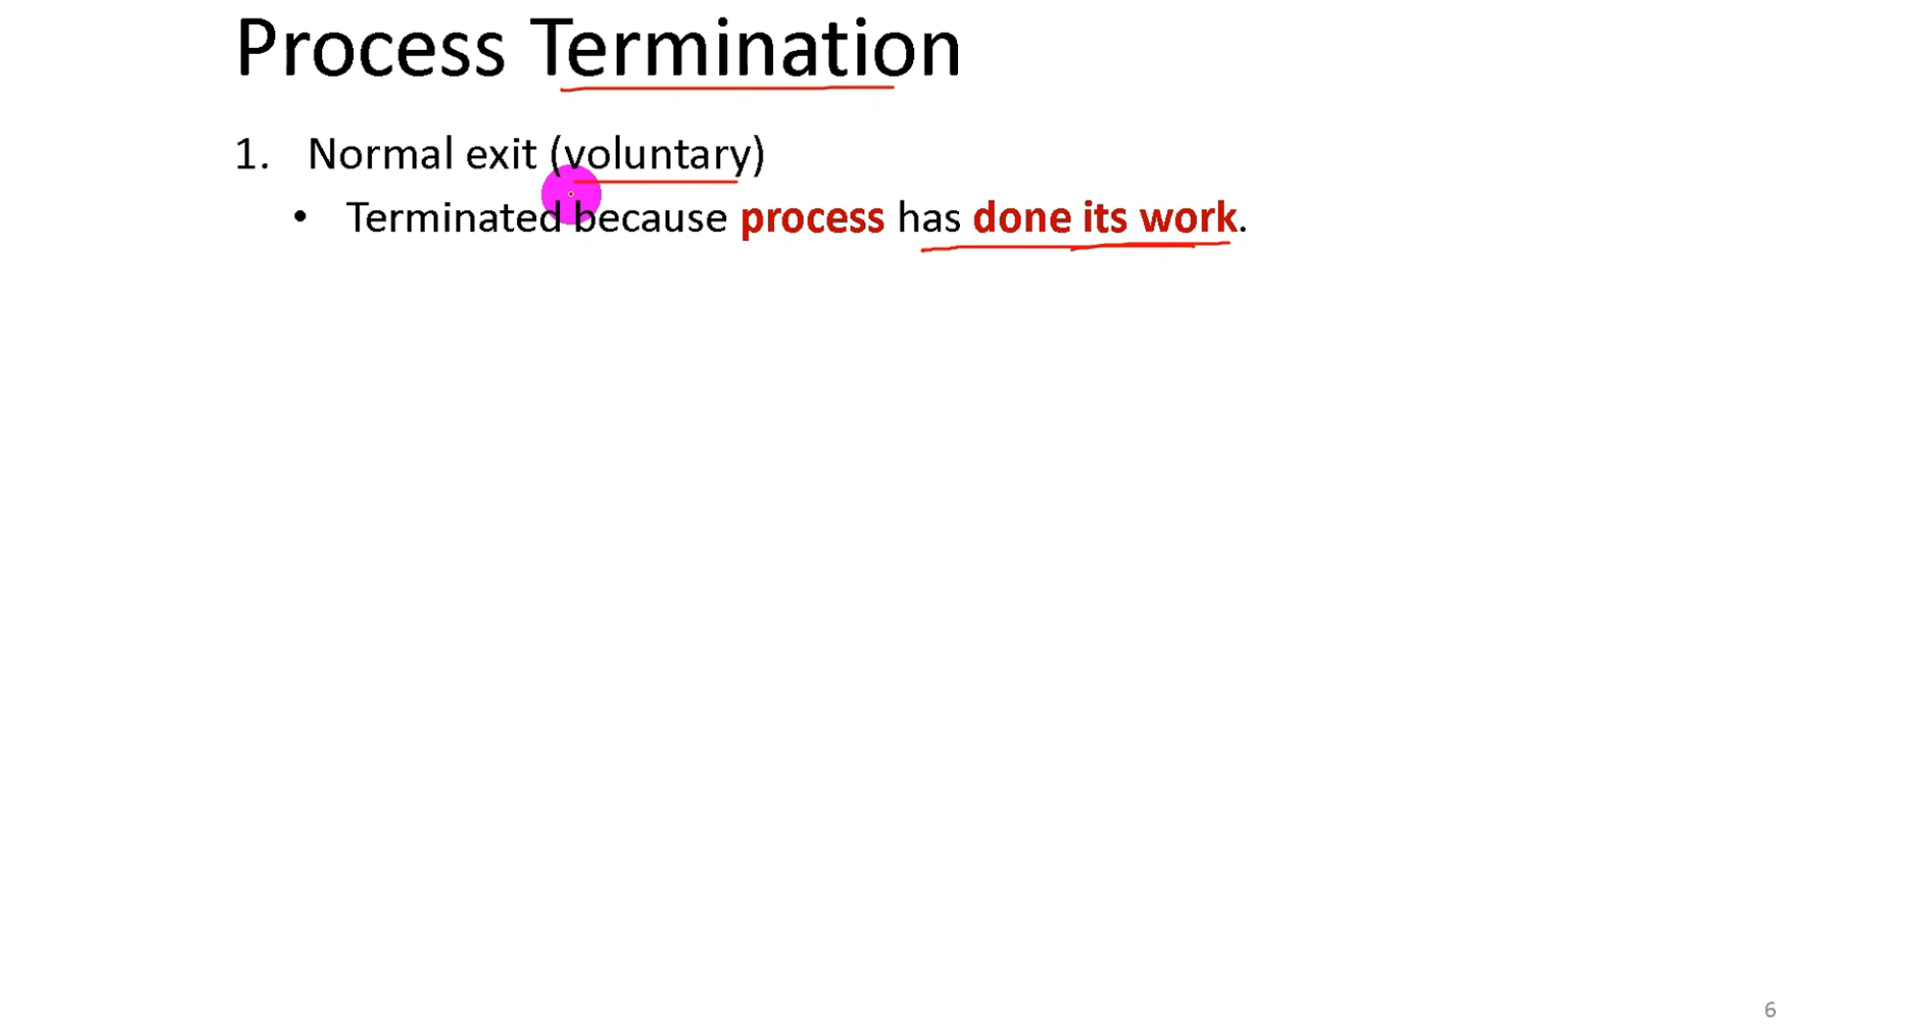 Process Termination
1. Normal exit (voluntary)
• Terminated because process has done its work.
6